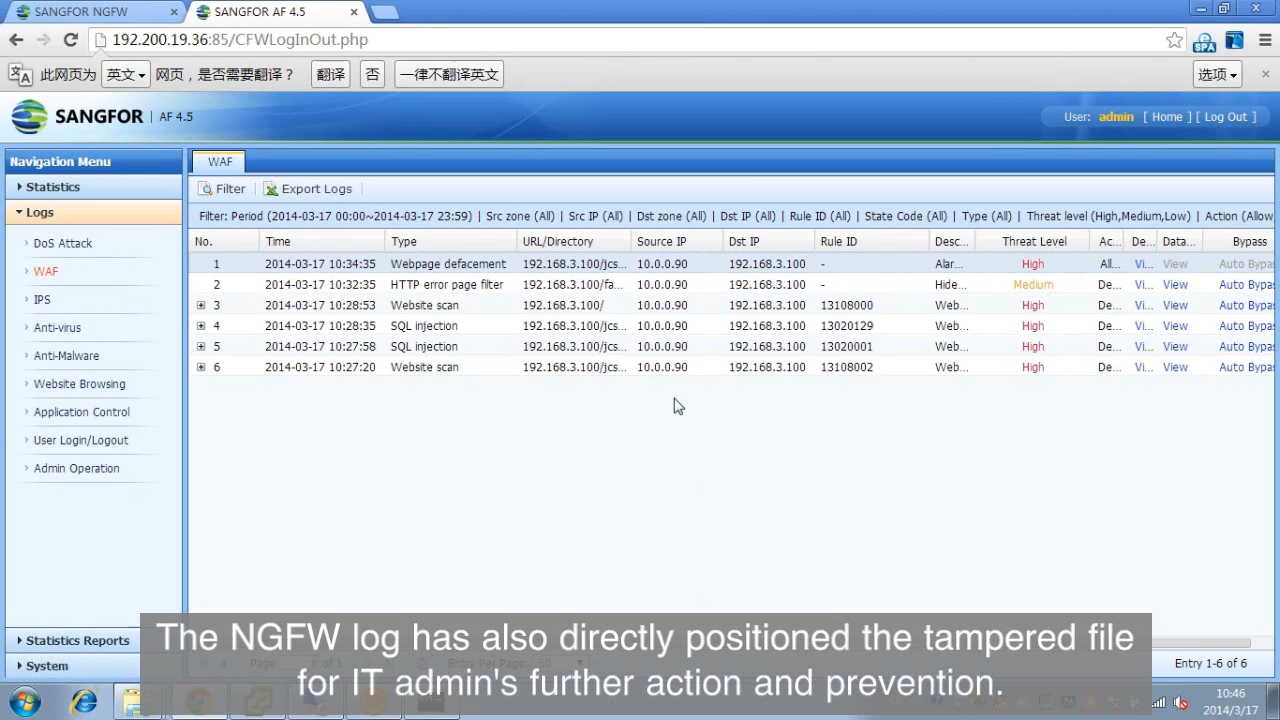 SANGFOR NGFW
SANGFOR AF 4.5
192.200.19.36:85/CFWLogInOut.php
此网页为 英文 网页，是否需要翻译？ 翻译 否 一律不翻译英文 选项
SANGFOR | AF 4.5
User: admin [ Home ] [ Log Out ]
Navigation Menu
Statistics
Logs
DoS Attack
WAF
IPS
Anti-virus
Anti-Malware
Website Browsing
Application Control
User Login/Logout
Admin Operation
Statistics Reports
System
WAF
Filter Export Logs
Filter: Period (2014-03-17 00:00~2014-03-17 23:59) | Src zone (All) | Src IP (All) | Dst zone (All) | Dst IP (All) | Rule ID (All) | State Code (All) | Type (All) | Threat level (High,Medium,Low) | Action (Allow
No. Time Type URL/Directory Source IP Dst IP Rule ID Desc... Threat Level Ac... De... Data... Bypass
1 2014-03-17 10:34:35 Webpage defacement 192.168.3.100/jcs... 10.0.0.90 192.168.3.100 - Alar... High All... Vi... View Auto Bypas
2 2014-03-17 10:32:35 HTTP error page filter 192.168.3.100/fa... 10.0.0.90 192.168.3.100 - Hide... Medium De... Vi... View Auto Bypas
3 2014-03-17 10:28:53 Website scan 192.168.3.100/ 10.0.0.90 192.168.3.100 13108000 Web... High De... Vi... View Auto Bypas
4 2014-03-17 10:28:35 SQL injection 192.168.3.100/jcs... 10.0.0.90 192.168.3.100 13020129 Web... High De... Vi... View Auto Bypas
5 2014-03-17 10:27:58 SQL injection 192.168.3.100/jcs... 10.0.0.90 192.168.3.100 13020001 Web... High De... Vi... View Auto Bypas
6 2014-03-17 10:27:20 Website scan 192.168.3.100/jcs... 10.0.0.90 192.168.3.100 13108002 Web... High De... Vi... View Auto Bypas
The NGFW log has also directly positioned the tampered file
for IT admin's further action and prevention.
Page 1 of 1 Entry Per Page: 50
Entry 1-6 of 6
10:46
2014/3/17